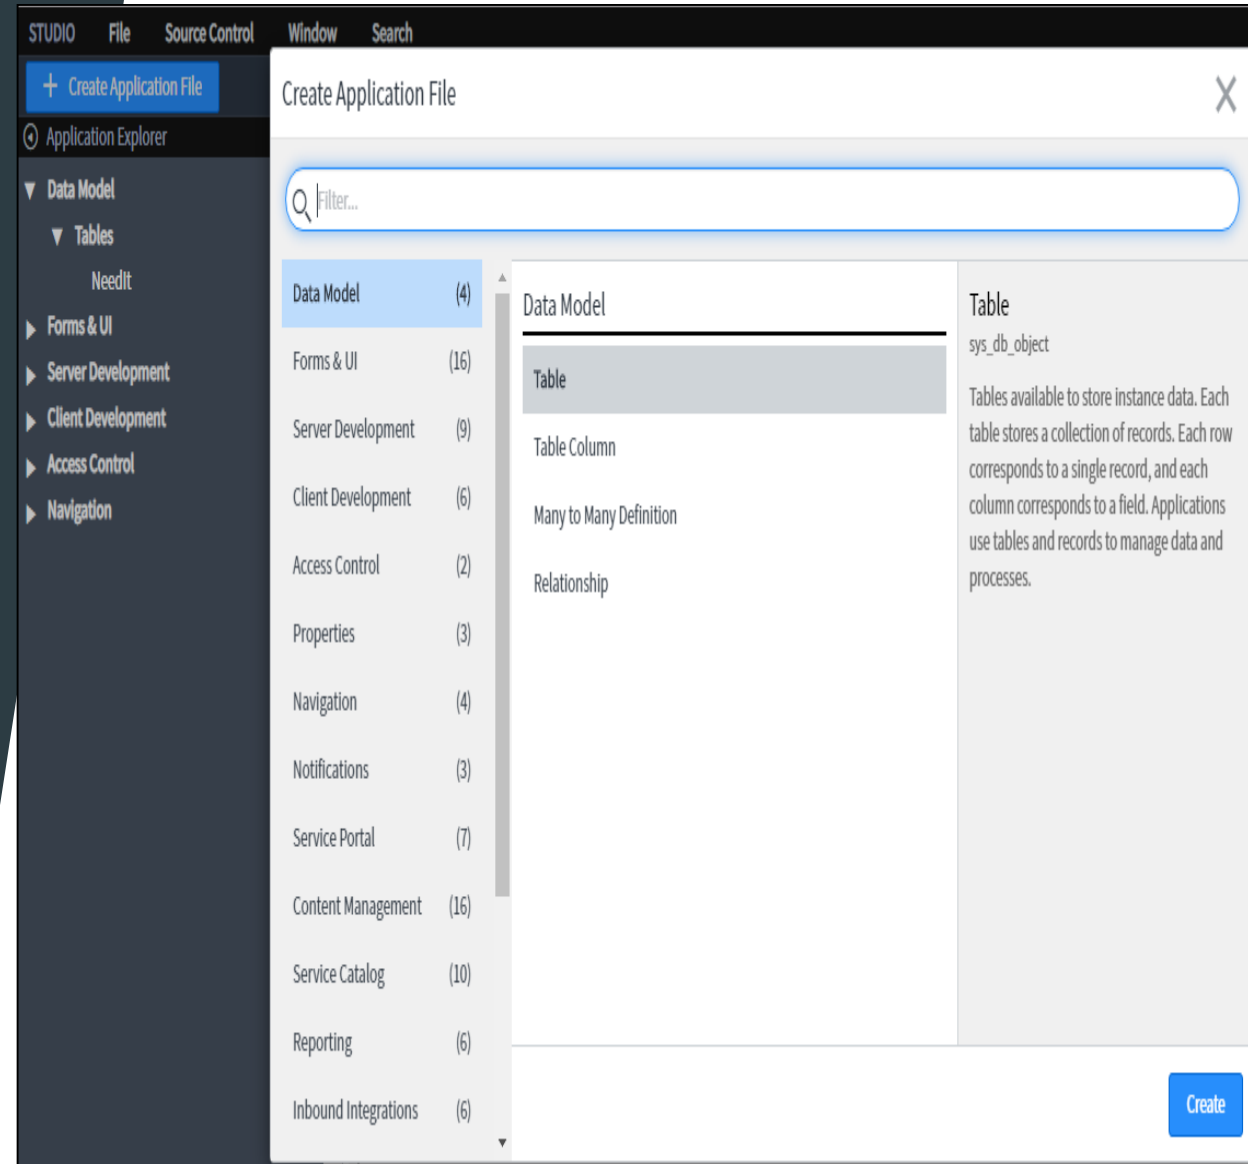 STUDIO File Source Control Window Search
+ Create Application File
Application Explorer
Data Model
Tables
NeedIt
Forms & UI
Server Development
Client Development
Access Control
Navigation
Create Application File
Filter...
Data Model (4)
Forms & UI (16)
Server Development (9)
Client Development (6)
Access Control (2)
Properties (3)
Navigation (4)
Notifications (3)
Service Portal (7)
Content Management (16)
Service Catalog (10)
Reporting (6)
Inbound Integrations (6)
Data Model
Table
Table Column
Many to Many Definition
Relationship
Table
sys_db_object
Tables available to store instance data. Each
table stores a collection of records. Each row
corresponds to a single record, and each
column corresponds to a field. Applications
use tables and records to manage data and
processes.
Create